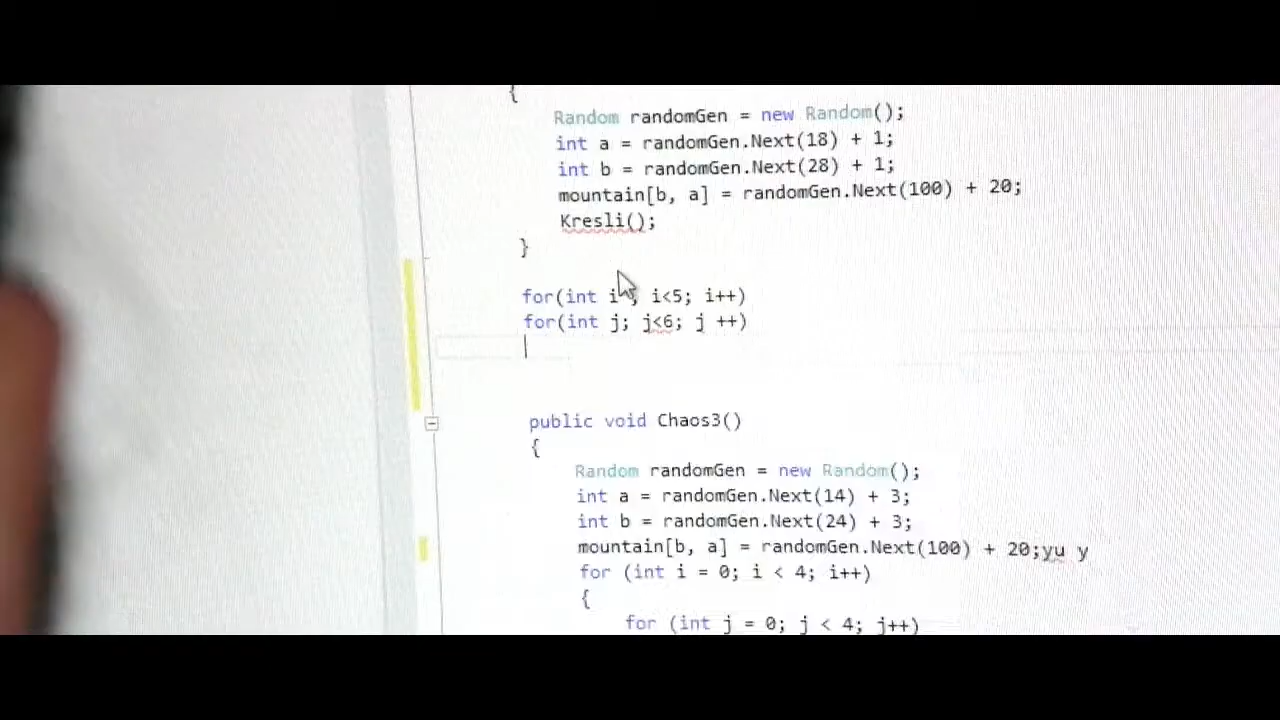 {
Random randomGen = new Random();
int a = randomGen.Next(18) + 1;
int b = randomGen.Next(28) + 1;
mountain[b, a] = randomGen.Next(100) + 20;
Kresli();
}
for(int i ; i<5; i++)
for(int j; j<6; j ++)
public void Chaos3()
{
Random randomGen = new Random();
int a = randomGen.Next(14) + 3;
int b = randomGen.Next(24) + 3;
mountain[b, a] = randomGen.Next(100) + 20;yu y
for (int i = 0; i < 4; i++)
{
for (int j = 0; j < 4; j++)